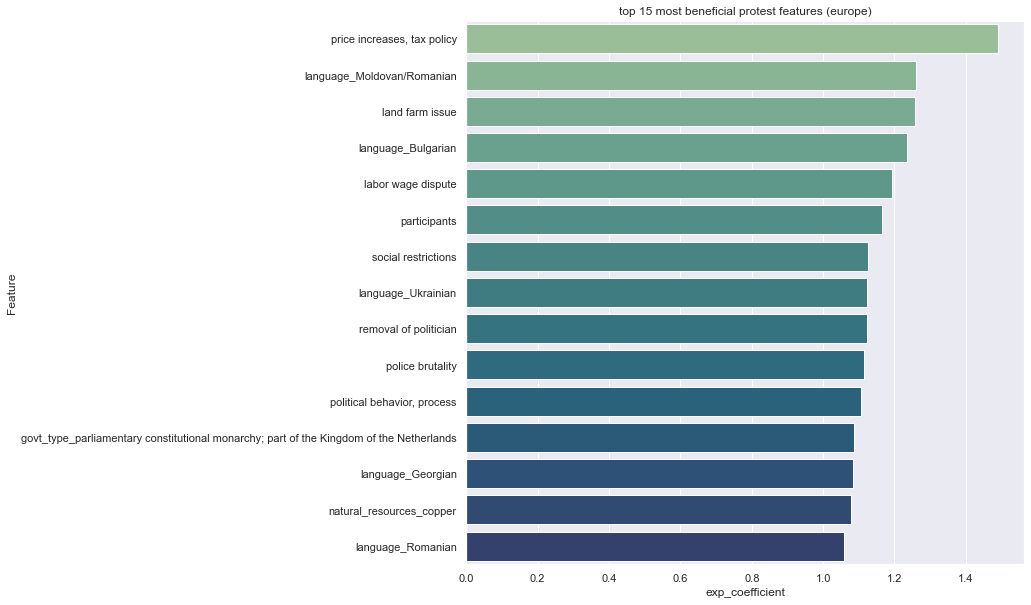 top 15 most beneficial protest features (europe)
Feature
price increases, tax policy
language_Moldovan/Romanian
land farm issue
language_Bulgarian
labor wage dispute
participants
social restrictions
language_Ukrainian
removal of politician
police brutality
political behavior, process
govt_type_parliamentary constitutional monarchy; part of the Kingdom of the Netherlands
language_Georgian
natural_resources_copper
language_Romanian
0.0 0.2 0.4 0.6 0.8 1.0 1.2 1.4
exp_coefficient